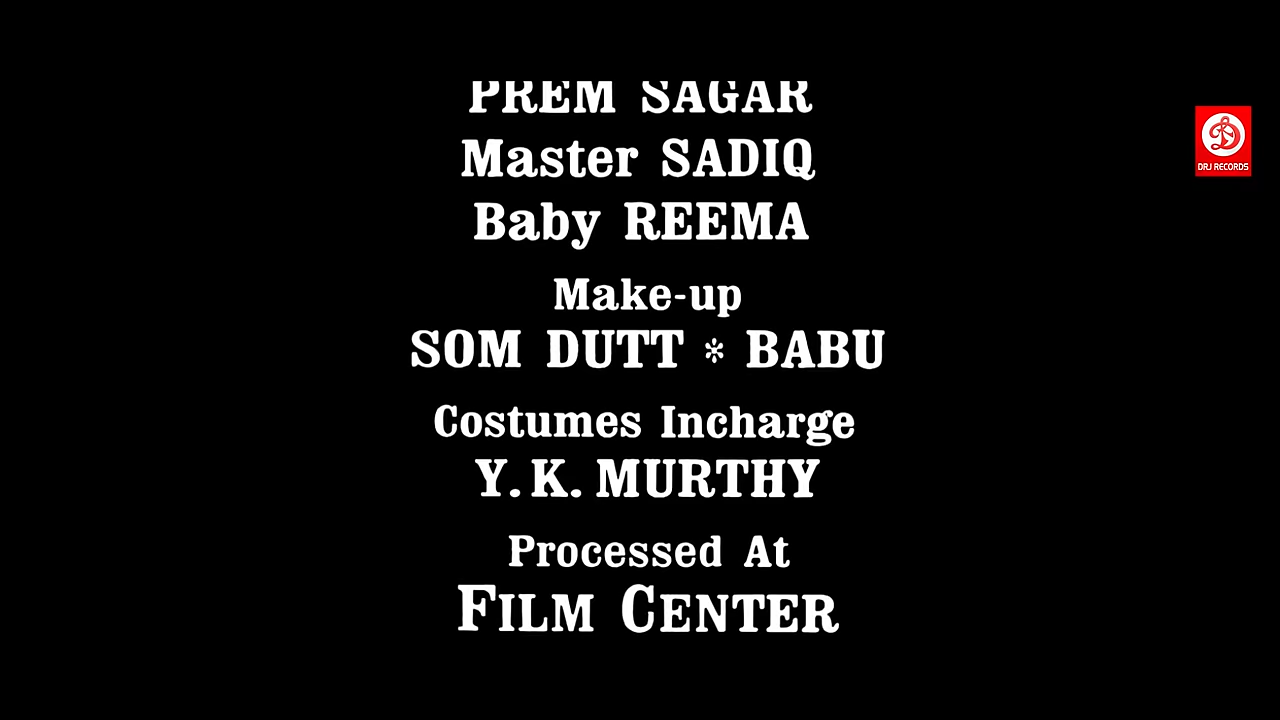 PREM SAGAR
Master SADIQ
Baby REEMA
Make-up
SOM DUTT * BABU
Costumes Incharge
Y. K. MURTHY
Processed At
FILM CENTER
DRJ RECORDS